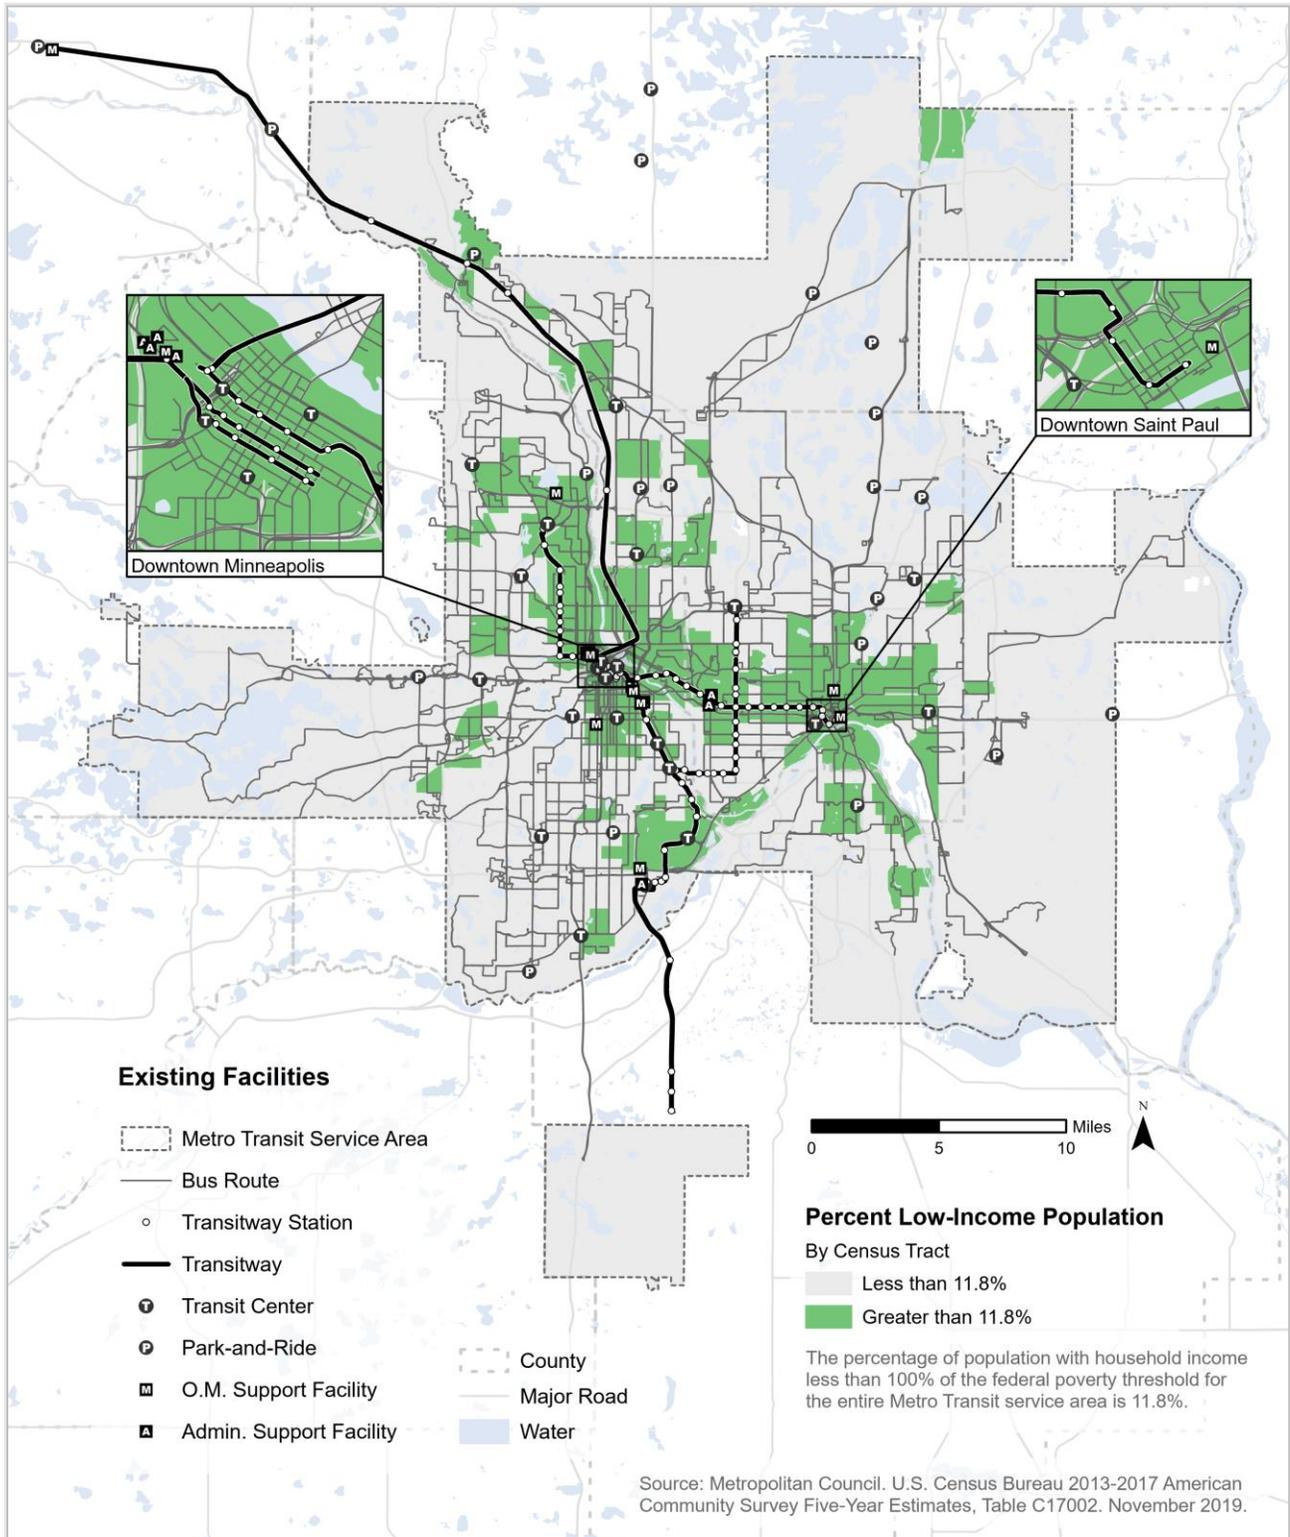 Downtown Minneapolis
Downtown Saint Paul
Existing Facilities
Metro Transit Service Area
Bus Route
Transitway Station
Transitway
T Transit Center
P Park-and-Ride
M O.M. Support Facility
A Admin. Support Facility
County
Major Road
Water
0 5 10 Miles
N
Percent Low-Income Population
By Census Tract
Less than 11.8%
Greater than 11.8%
The percentage of population with household income
less than 100% of the federal poverty threshold for
the entire Metro Transit service area is 11.8%.
Source: Metropolitan Council. U.S. Census Bureau 2013-2017 American
Community Survey Five-Year Estimates, Table C17002. November 2019.